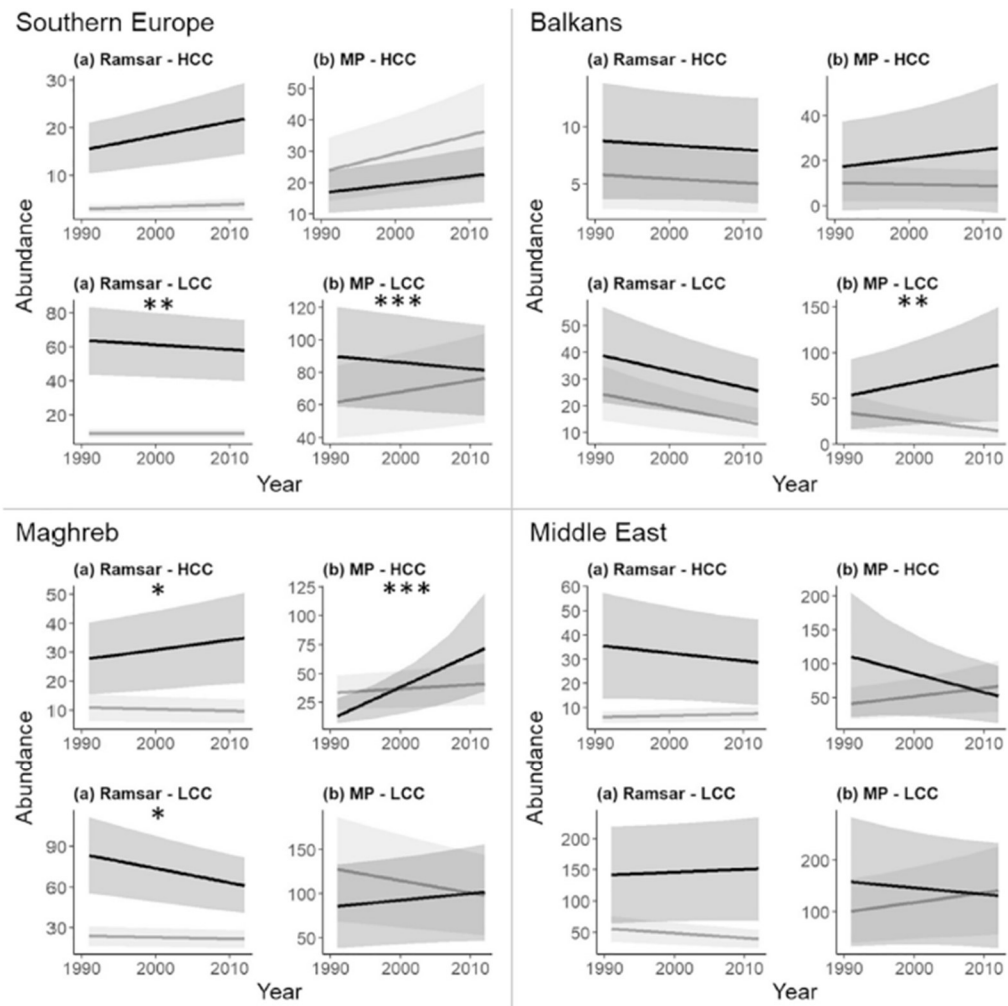 Southern Europe
(a) Ramsar - HCC
(b) MP - HCC
30
20
10
50
40
30
20
10
1990 2000 2010
1990 2000 2010
Abundance
(a) Ramsar - LCC
**
(b) MP - LCC
***
80
60
40
20
120
100
80
60
40
1990 2000 2010
1990 2000 2010
Year
Balkans
(a) Ramsar - HCC
(b) MP - HCC
10
5
40
20
0
1990 2000 2010
1990 2000 2010
Abundance
(a) Ramsar - LCC
(b) MP - LCC
**
50
40
30
20
10
150
100
50
0
1990 2000 2010
1990 2000 2010
Year
Maghreb
(a) Ramsar - HCC
*
(b) MP - HCC
***
50
40
30
20
10
125
100
75
50
25
1990 2000 2010
1990 2000 2010
Abundance
(a) Ramsar - LCC
*
(b) MP - LCC
90
60
30
150
100
50
1990 2000 2010
1990 2000 2010
Year
Middle East
(a) Ramsar - HCC
(b) MP - HCC
60
50
40
30
20
10
200
150
100
50
1990 2000 2010
1990 2000 2010
Abundance
(a) Ramsar - LCC
(b) MP - LCC
200
150
100
50
200
100
1990 2000 2010
1990 2000 2010
Year